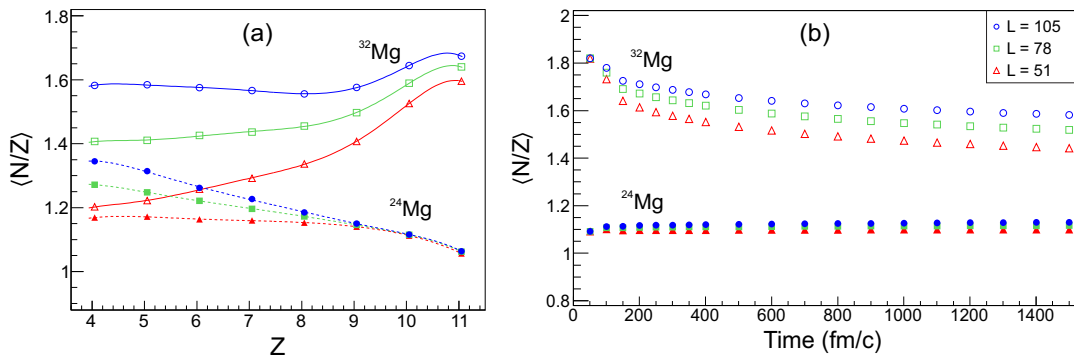 (a)
³²Mg
²⁴Mg
⟨N/Z⟩
1.8
1.6
1.4
1.2
1
4 5 6 7 8 9 10 11
Z
(b)
³²Mg
²⁴Mg
L = 105
L = 78
L = 51
⟨N/Z⟩
2
1.8
1.6
1.4
1.2
1
0.8
0 200 400 600 800 1000 1200 1400
Time (fm/c)